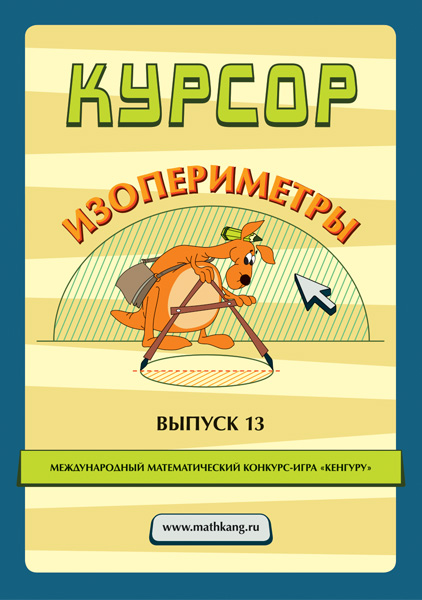 КУРСОР
ИЗОПЕРИМЕТРЫ
ВЫПУСК 13
МЕЖДУНАРОДНЫЙ МАТЕМАТИЧЕСКИЙ КОНКУРС-ИГРА «КЕНГУРУ»
www.mathkang.ru